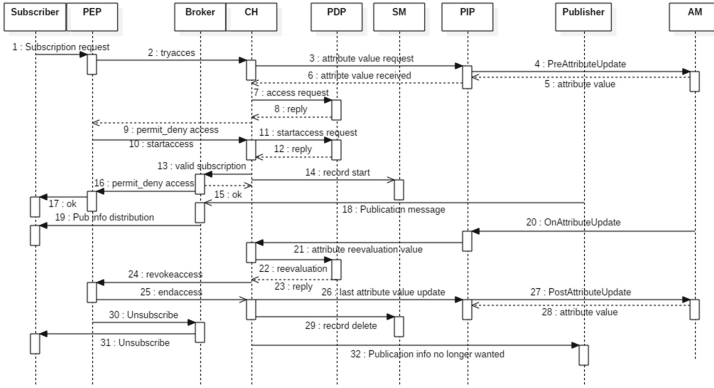 Subscriber PEP Broker CH PDP SM PIP Publisher AM
1 : Subscription request
2 : tryacces
3 : attribute value request
4 : PreAttributeUpdate
5 : attribute value
6 : attribte value received
7 : access request
8 : reply
9 : permit_deny access
10 : startaccess
11 : startaccess request
12 : reply
13 : valid subscription
14 : record start
15 : ok
16 : permit_deny access
17 : ok
18 : Publication message
19 : Pub info distribution
20 : OnAttributeUpdate
21 : attribute reevaluation value
22 : reevaluation
23 : reply
24 : revokeaccess
25 : endaccess
26 : last attribute value update
27 : PostAttributeUpdate
28 : attribute value
29 : record delete
30 : Unsubscribe
31 : Unsubscribe
32 : Publication info no longer wanted